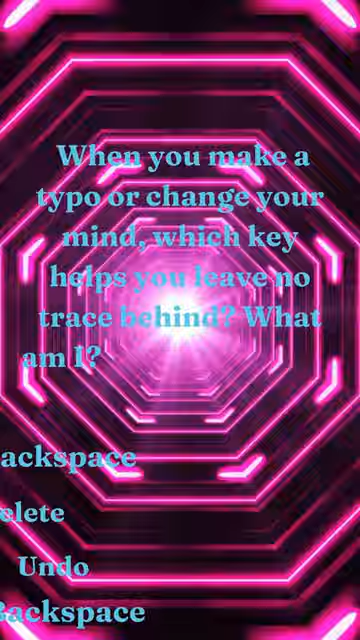 When you make a
typo or change your
mind, which key
helps you leave no
trace behind? What
am I?
ackspace
elete
Undo
Backspace